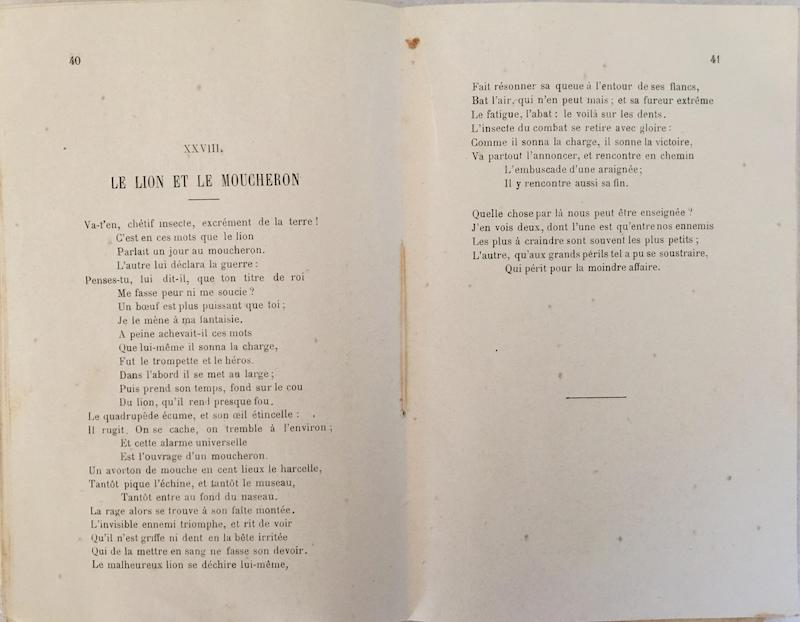 40
XXVIII.
LE LION ET LE MOUCHERON
Va-t'en, chétif insecte, excrément de la terre !
C'est en ces mots que le lion
Parlait un jour au moucheron.
L'autre lui déclara la guerre :
Penses-tu, lui dit-il, que ton titre de roi
Me fasse peur ni me soucie ?
Un bœuf est plus puissant que toi ;
Je le mène à ma fantaisie.
A peine achevait-il ces mots
Que lui-même il sonna la charge,
Fut le trompette et le héros.
Dans l'abord il se met au large ;
Puis prend son temps, fond sur le cou
Du lion, qu'il rend presque fou.
Le quadrupède écume, et son œil étincelle :
Il rugit. On se cache, on tremble à l'environ ;
Et cette alarme universelle
Est l'ouvrage d'un moucheron.
Un avorton de mouche en cent lieux le harcelle,
Tantôt pique l'échine, et tantôt le museau,
Tantôt entre au fond du naseau.
La rage alors se trouve à son faîte montée.
L'invisible ennemi triomphe, et rit de voir
Qu'il n'est griffe ni dent en la bête irritée
Qui de la mettre en sang ne fasse son devoir.
Le malheureux lion se déchire lui-même,
41
Fait résonner sa queue à l'entour de ses flancs,
Bat l'air, qui n'en peut mais ; et sa fureur extrême
Le fatigue, l'abat : le voilà sur les dents.
L'insecte du combat se retire avec gloire :
Comme il sonna la charge, il sonne la victoire,
Va partout l'annoncer, et rencontre en chemin
L'embuscade d'une araignée ;
Il y rencontre aussi sa fin.
Quelle chose par là nous peut être enseignée ?
J'en vois deux, dont l'une est qu'entre nos ennemis
Les plus à craindre sont souvent les plus petits ;
L'autre, qu'aux grands périls tel a pu se soustraire,
Qui périt pour la moindre affaire.